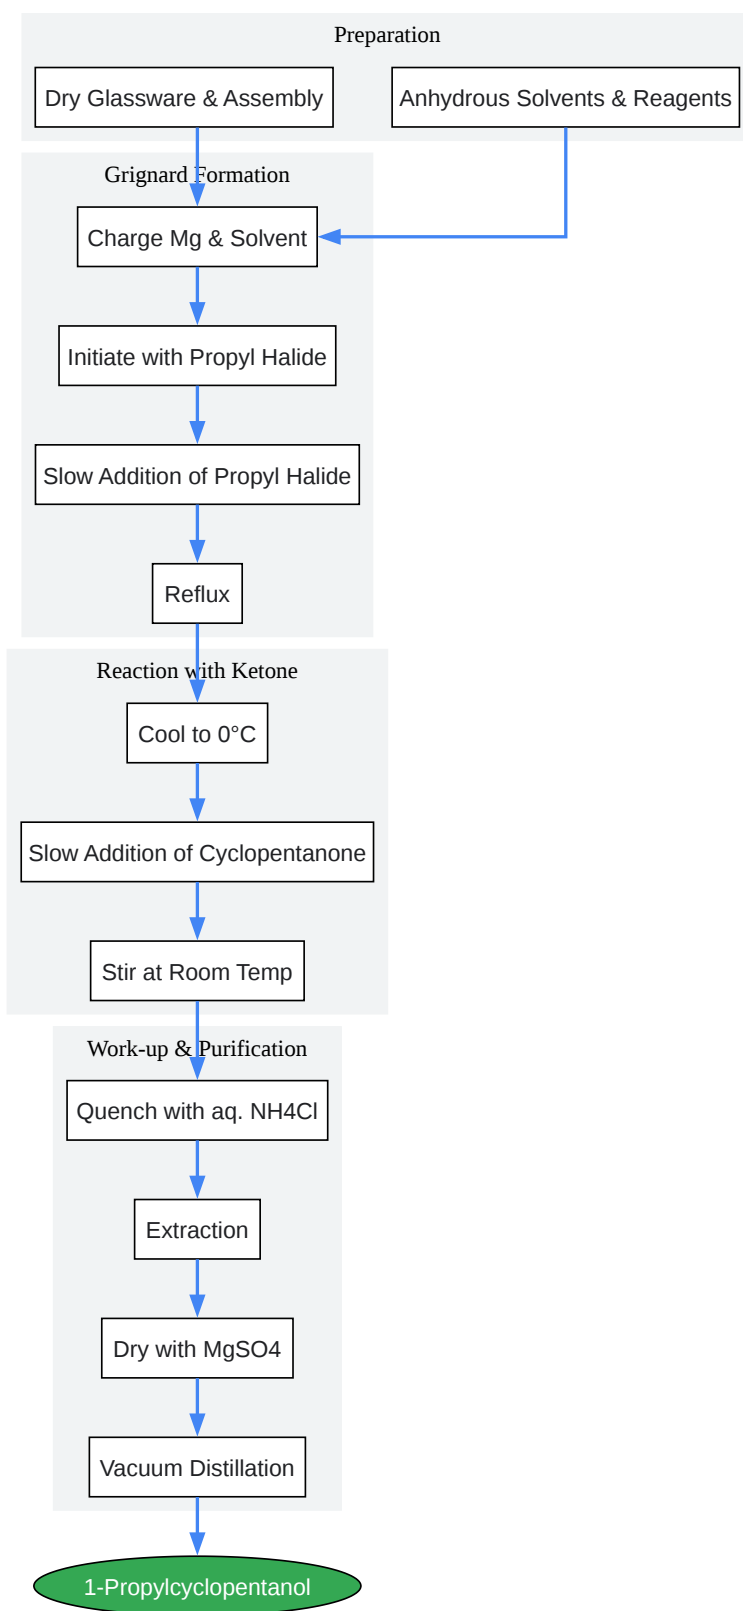 Preparation
Dry Glassware & Assembly
Anhydrous Solvents & Reagents
Grignard Formation
Charge Mg & Solvent
Initiate with Propyl Halide
Slow Addition of Propyl Halide
Reflux
Reaction with Ketone
Cool to 0°C
Slow Addition of Cyclopentanone
Stir at Room Temp
Work-up & Purification
Quench with aq. NH4Cl
Extraction
Dry with MgSO4
Vacuum Distillation
1-Propylcyclopentanol